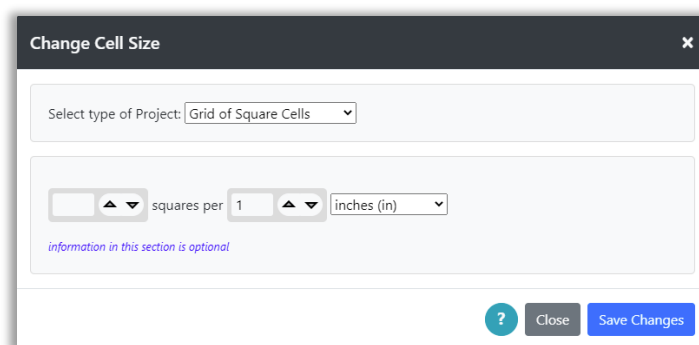 Change Cell Size ×
Select type of Project: Grid of Square Cells
squares per 1 inches (in)
information in this section is optional
? Close Save Changes